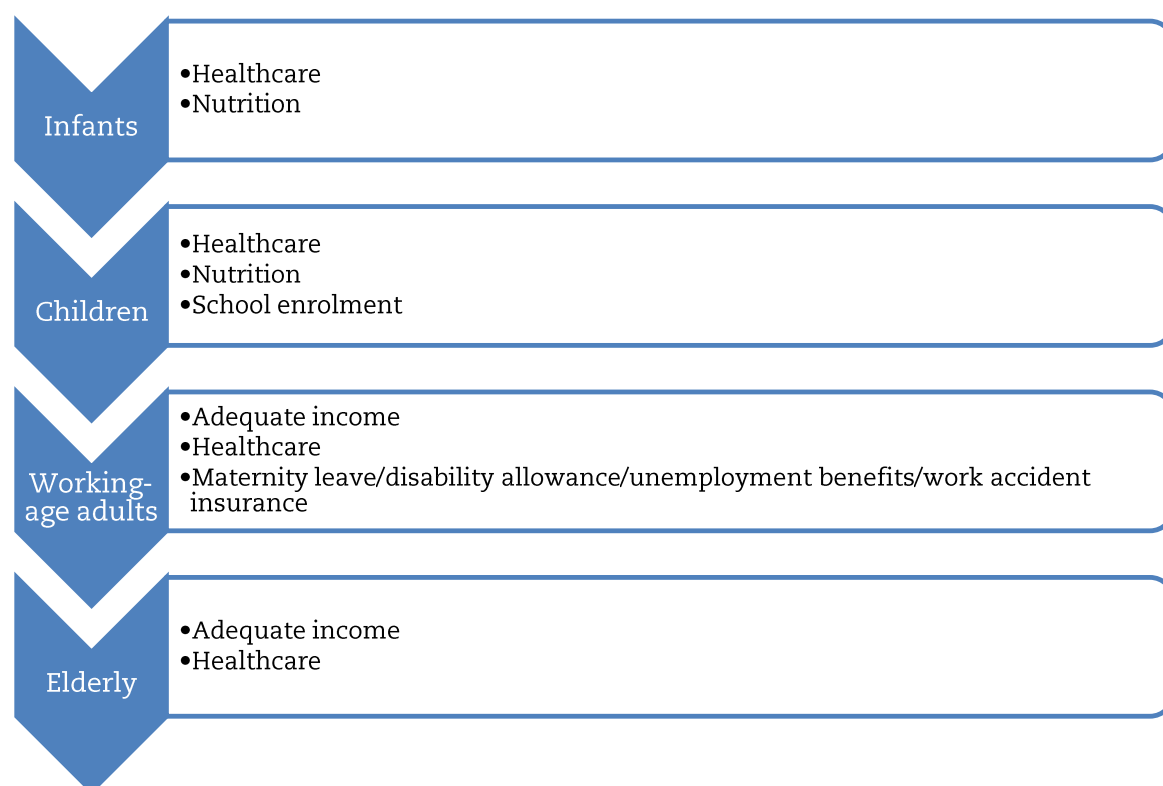 Infants
•Healthcare
•Nutrition
Children
•Healthcare
•Nutrition
•School enrolment
Working-
age adults
•Adequate income
•Healthcare
•Maternity leave/disability allowance/unemployment benefits/work accident
insurance
Elderly
•Adequate income
•Healthcare